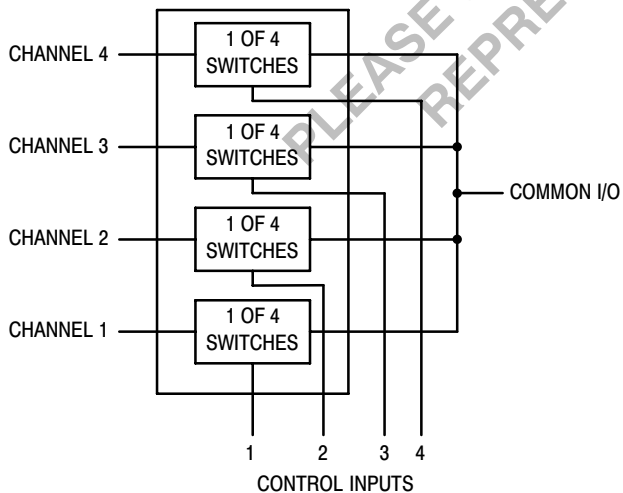 CHANNEL 4
1 OF 4
SWITCHES
CHANNEL 3
1 OF 4
SWITCHES
COMMON I/O
CHANNEL 2
1 OF 4
SWITCHES
CHANNEL 1
1 OF 4
SWITCHES
1 2 3 4
CONTROL INPUTS
PLEASE